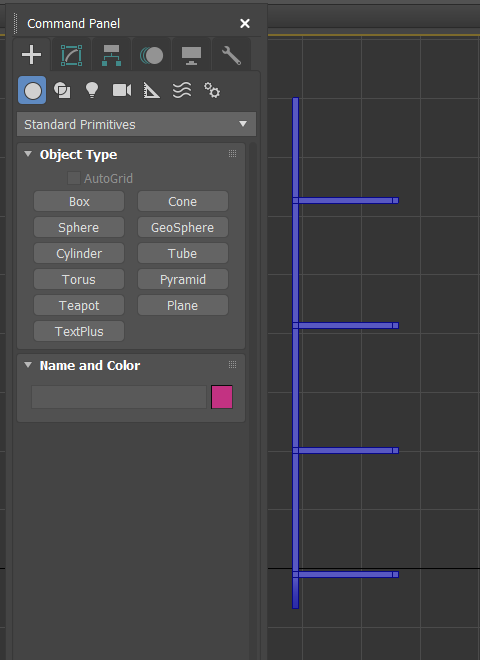 Command Panel
Standard Primitives
Object Type
AutoGrid
Box Cone
Sphere GeoSphere
Cylinder Tube
Torus Pyramid
Teapot Plane
TextPlus
Name and Color